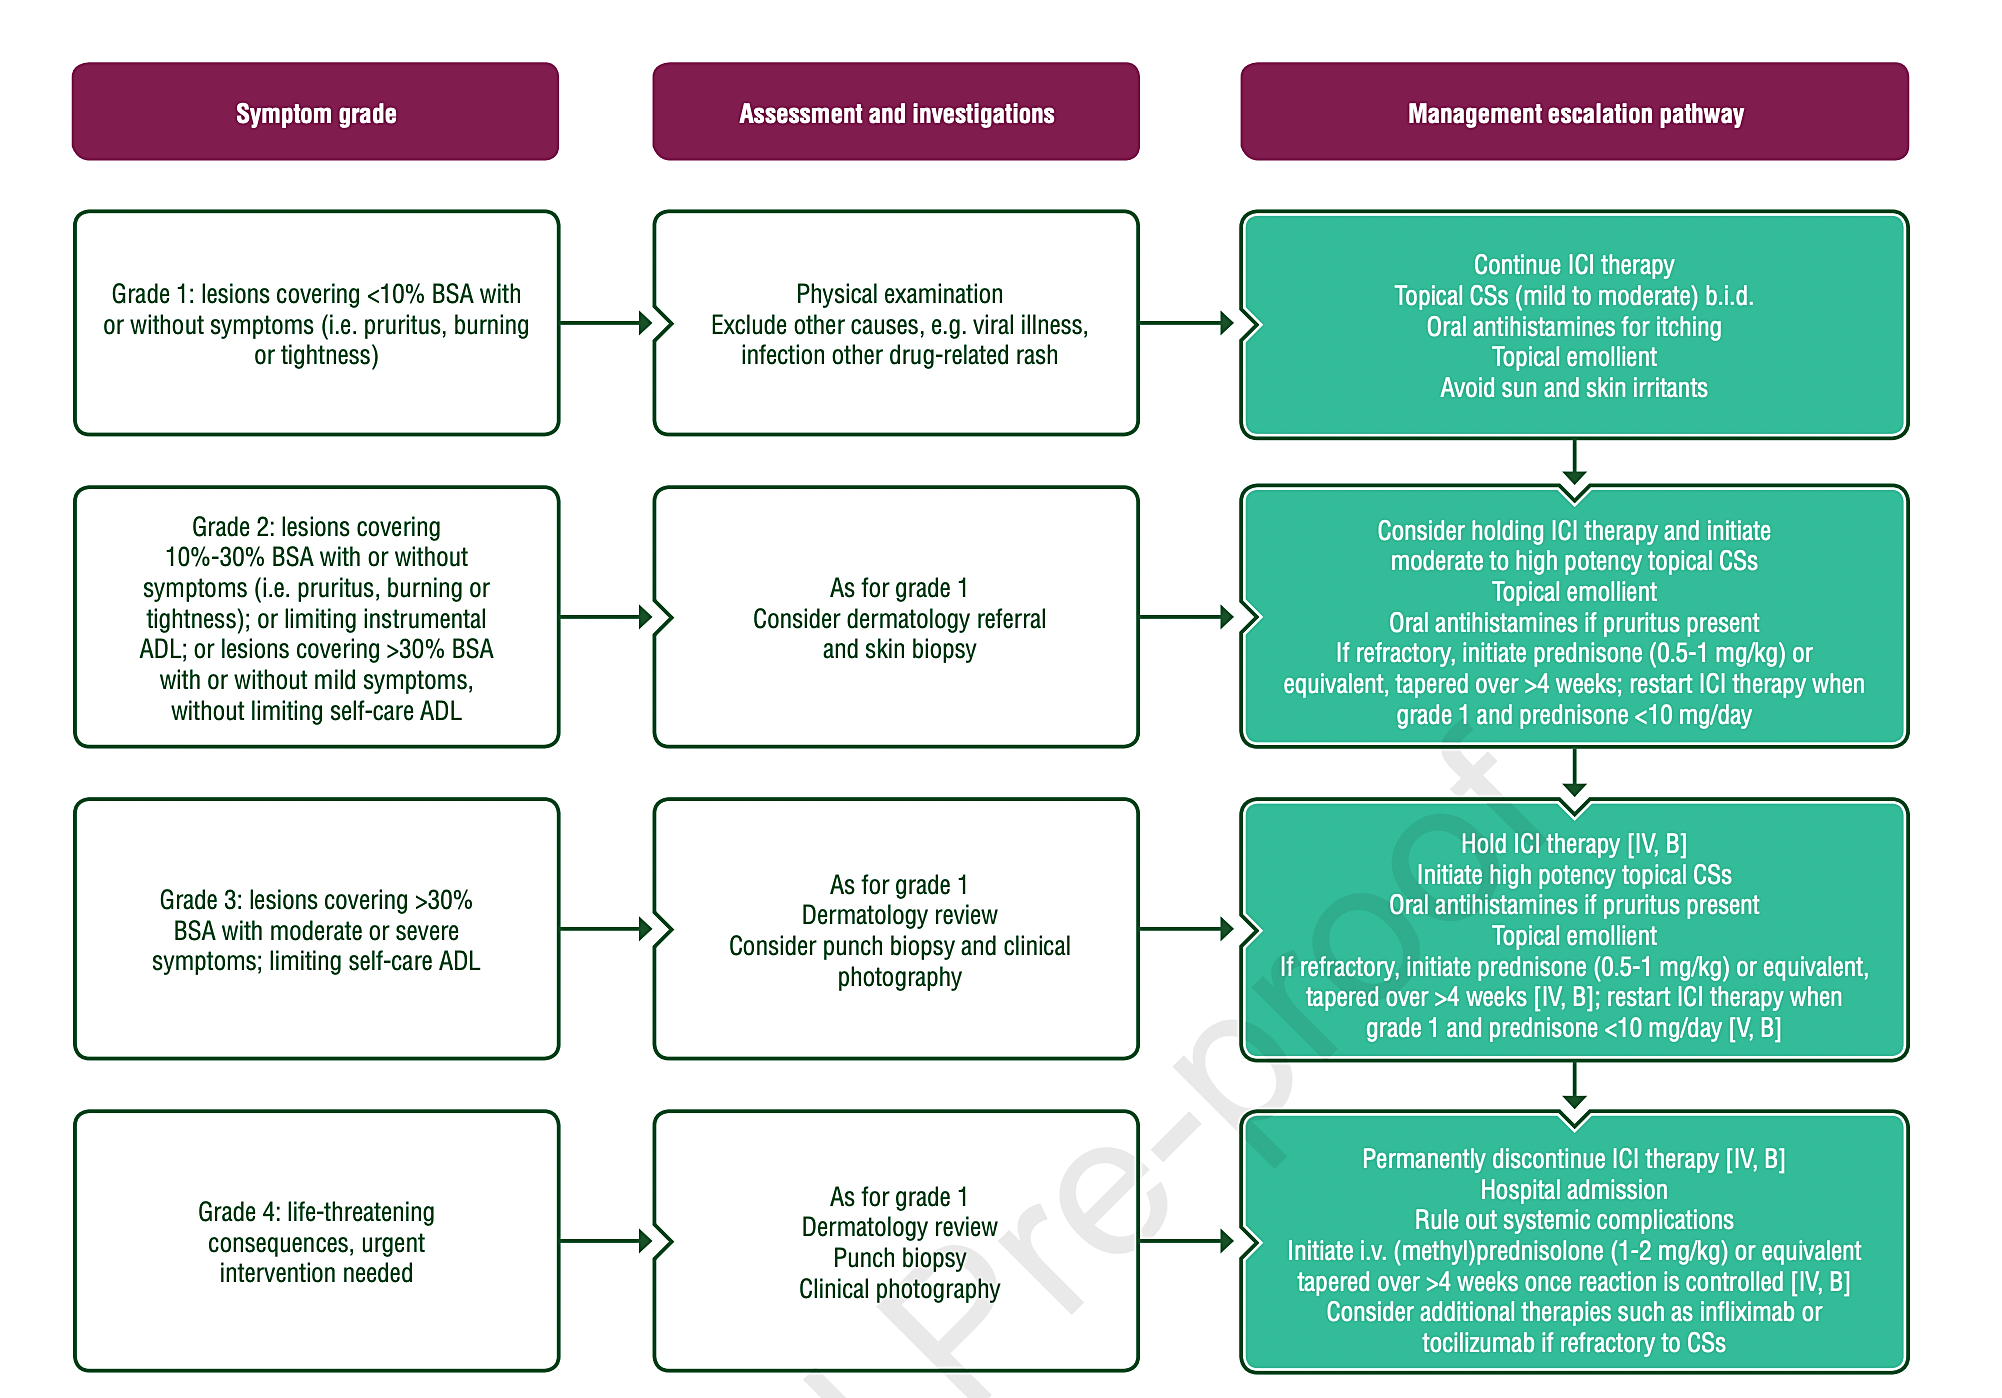 Symptom grade
Assessment and investigations
Management escalation pathway
Grade 1: lesions covering <10% BSA with
or without symptoms (i.e. pruritus, burning
or tightness)
Physical examination
Exclude other causes, e.g. viral illness,
infection other drug-related rash
Continue ICI therapy
Topical CSs (mild to moderate) b.i.d.
Oral antihistamines for itching
Topical emollient
Avoid sun and skin irritants
Grade 2: lesions covering
10%-30% BSA with or without
symptoms (i.e. pruritus, burning or
tightness); or limiting instrumental
ADL; or lesions covering >30% BSA
with or without mild symptoms,
without limiting self-care ADL
As for grade 1
Consider dermatology referral
and skin biopsy
Consider holding ICI therapy and initiate
moderate to high potency topical CSs
Topical emollient
Oral antihistamines if pruritus present
If refractory, initiate prednisone (0.5-1 mg/kg) or
equivalent, tapered over >4 weeks; restart ICI therapy when
grade 1 and prednisone <10 mg/day
Grade 3: lesions covering >30%
BSA with moderate or severe
symptoms; limiting self-care ADL
As for grade 1
Dermatology review
Consider punch biopsy and clinical
photography
Hold ICI therapy [IV, B]
Initiate high potency topical CSs
Oral antihistamines if pruritus present
Topical emollient
If refractory, initiate prednisone (0.5-1 mg/kg) or equivalent,
tapered over >4 weeks [IV, B]; restart ICI therapy when
grade 1 and prednisone <10 mg/day [V, B]
Grade 4: life-threatening
consequences, urgent
intervention needed
As for grade 1
Dermatology review
Punch biopsy
Clinical photography
Permanently discontinue ICI therapy [IV, B]
Hospital admission
Rule out systemic complications
Initiate i.v. (methyl)prednisolone (1-2 mg/kg) or equivalent
tapered over >4 weeks once reaction is controlled [IV, B]
Consider additional therapies such as infliximab or
tocilizumab if refractory to CSs
Pre-proof